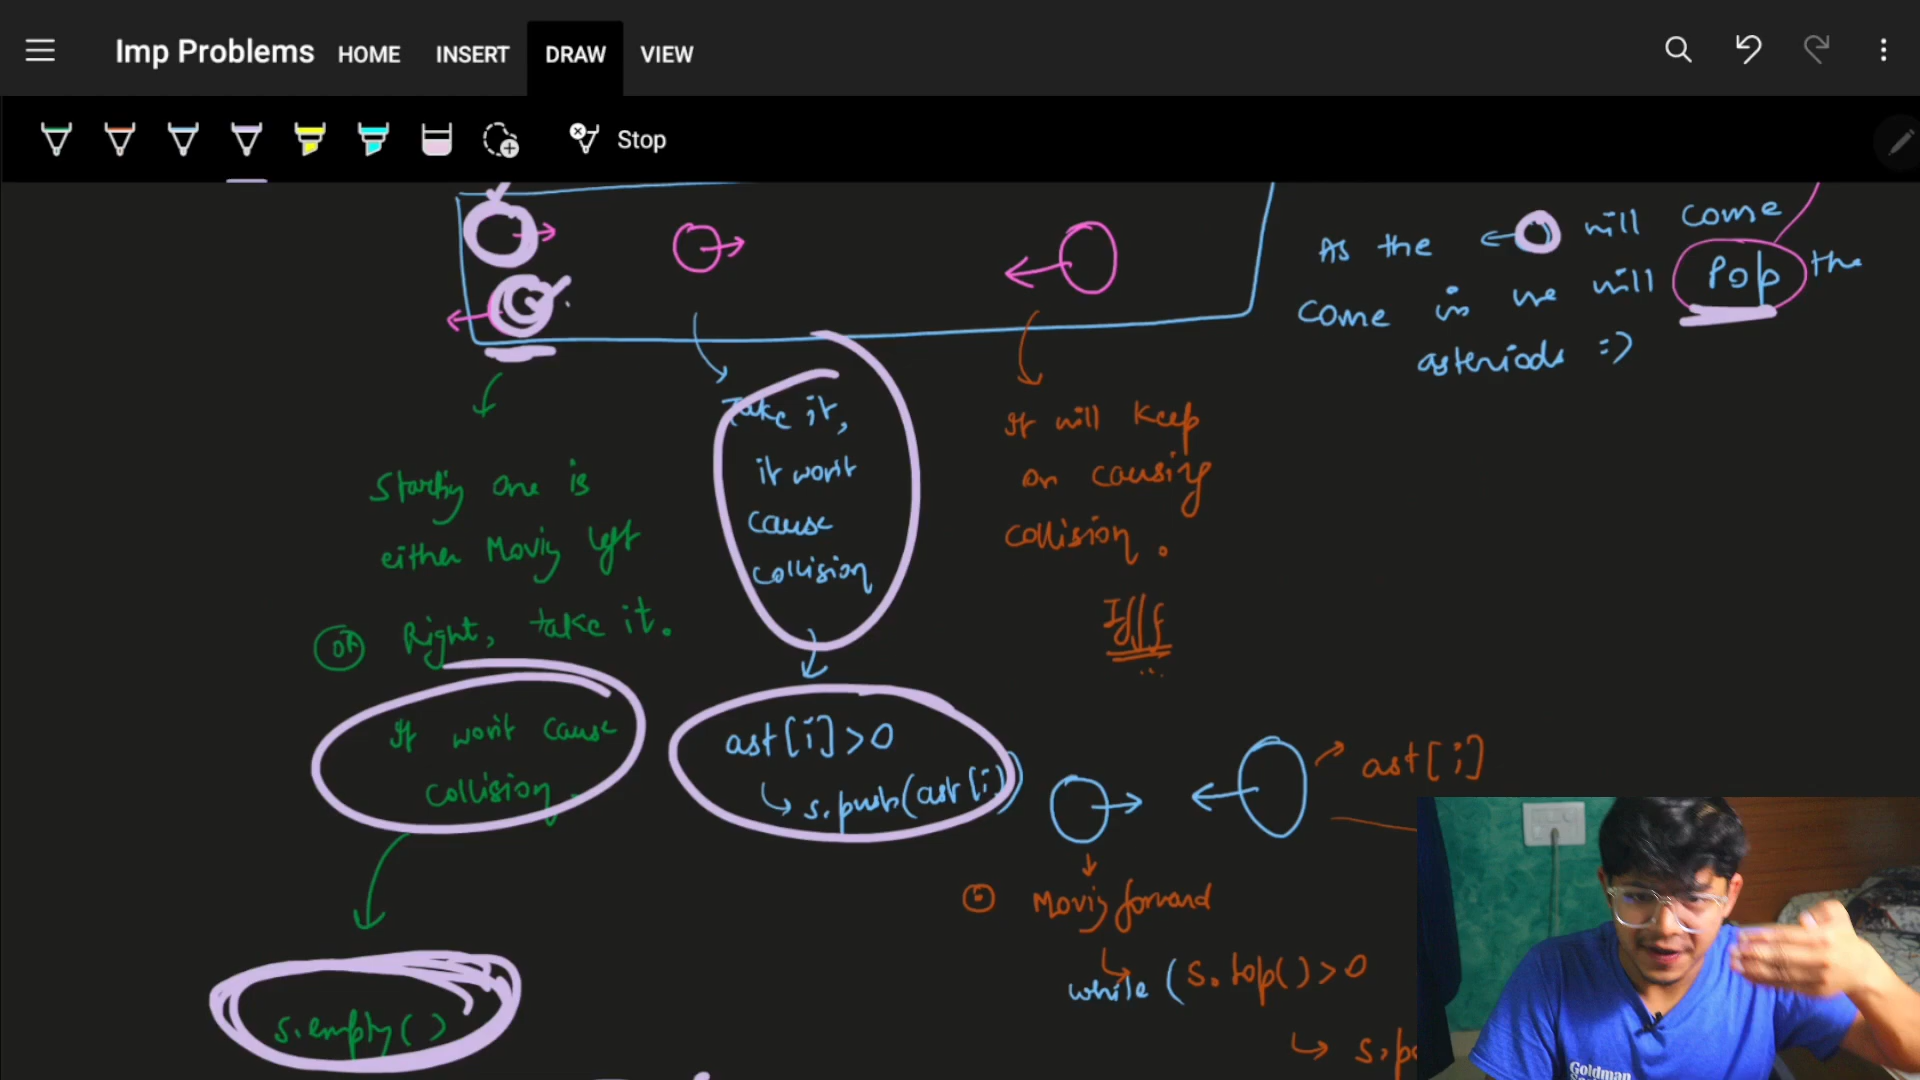 Imp Problems HOME INSERT DRAW VIEW
Stop
As the will come
come in we will Pop the
asteriods =>
Take it,
it won't
cause
collision
It will Keep
on causing
collision.
Iff
Starting one is
either Moving left
OR Right, take it.
It won't cause
collision.
ast[i]>0
s.push(ast[i])
ast[i]
Moving forward
while (s.top()>0
s.empty()
Goldman